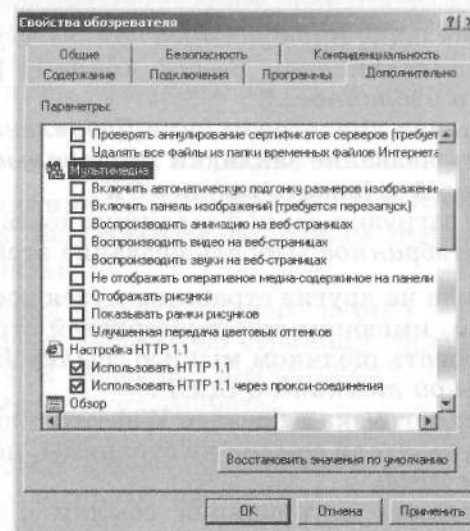 Свойства обозревателя
Общие Безопасность Конфиденциальность
Содержание Подключения Программы Дополнительно
Параметры:
Проверять аннулирование сертификатов серверов (требует
Удалять все файлы из папки временных файлов Интернета
Мультимедиа
Включить автоматическую подгонку размеров изображени
Включить панель изображений (требуется перезапуск)
Воспроизводить анимацию на веб-страницах
Воспроизводить видео на веб-страницах
Воспроизводить звуки на веб-страницах
Не отображать оперативное медиа-содержимое на панели
Отображать рисунки
Показывать рамки рисунков
Улучшенная передача цветовых оттенков
Настройка HTTP 1.1
Использовать HTTP 1.1
Использовать HTTP 1.1 через прокси-соединения
Обзор
Восстановить значения по умолчанию
OK Отмена Применить